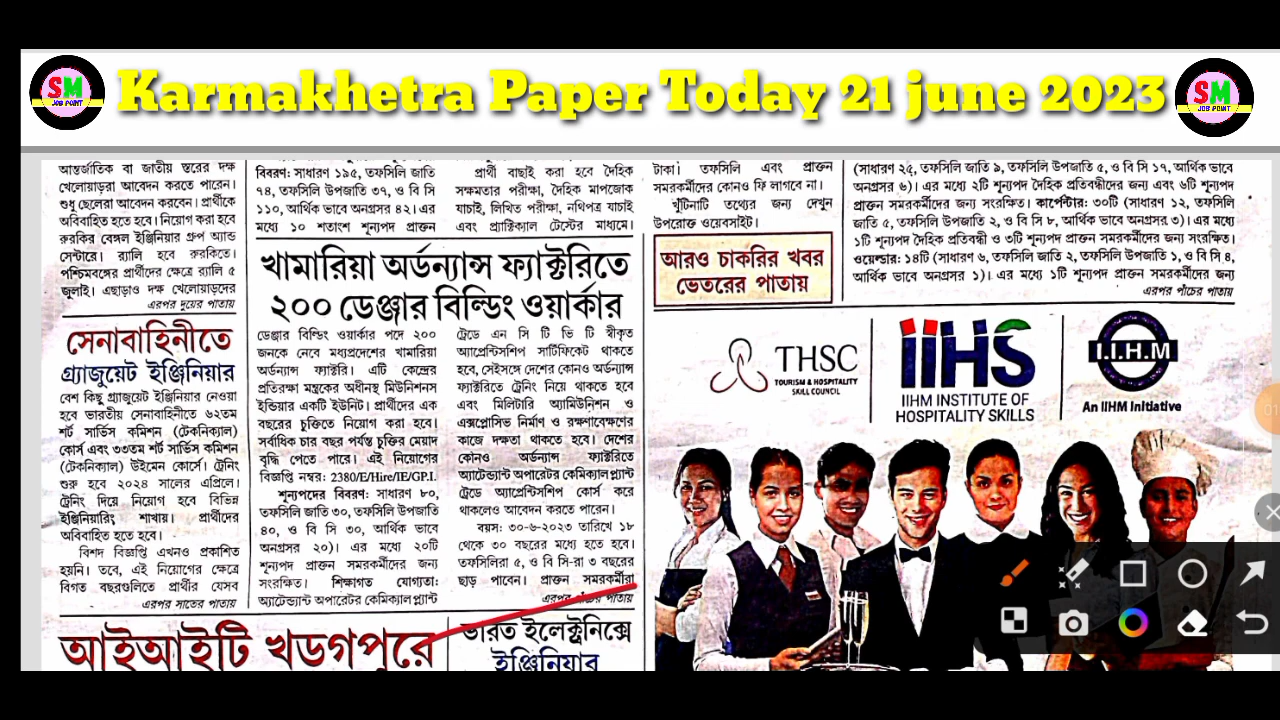 SM
JOB POINT
Karmakhetra Paper Today 21 june 2023
SM
JOB POINT
আন্তর্জাতিক বা জাতীয় স্তরের দক্ষ
খেলোয়াড়রা আবেদন করতে পারেন।
শুধু ছেলেরা আবেদন করবেন। প্রার্থীকে
অবিবাহিত হতে হবে। নিয়োগ করা হবে
রুরকির বেঙ্গল ইঞ্জিনিয়ার গ্রুপ অ্যান্ড
সেন্টারে। র‍্যালি হবে রুরকিতে।
পশ্চিমবঙ্গের প্রার্থীদের ক্ষেত্রে র‍্যালি ৫
জুলাই। এছাড়াও দক্ষ খেলোয়াড়দের
এরপর দুয়ের পাতায়
সেনাবাহিনীতে
গ্র্যাজুয়েট ইঞ্জিনিয়ার
বেশ কিছু গ্র্যাজুয়েট ইঞ্জিনিয়ার নেওয়া
হবে ভারতীয় সেনাবাহিনীতে ৬২তম
শর্ট সার্ভিস কমিশন (টেকনিক্যাল)
কোর্স এবং ৩৩তম শর্ট সার্ভিস কমিশন
(টেকনিক্যাল) উইমেন কোর্সে। ট্রেনিং
শুরু হবে ২০২৪ সালের এপ্রিলে।
ট্রেনিং দিয়ে নিয়োগ হবে বিভিন্ন
ইঞ্জিনিয়ারিং শাখায়। প্রার্থীদের
অবিবাহিত হতে হবে।
বিশদ বিজ্ঞপ্তি এখনও প্রকাশিত
হয়নি। তবে, এই নিয়োগের ক্ষেত্রে
বিগত বছরগুলিতে প্রার্থীর যেসব
এরপর সাতের পাতায়
বিবরণ: সাধারণ ১৯৫, তফসিলি জাতি
৭৪, তফসিলি উপজাতি ৩৭, ও বি সি
১১০, আর্থিক ভাবে অনগ্রসর ৪২। এর
মধ্যে ১০ শতাংশ শূন্যপদ প্রাক্তন
প্রার্থী বাছাই করা হবে দৈহিক
সক্ষমতার পরীক্ষা, দৈহিক মাপজোক
যাচাই, লিখিত পরীক্ষা, নথিপত্র যাচাই
এবং প্র্যাক্টিক্যাল টেস্টের মাধ্যমে।
খামারিয়া অর্ডন্যান্স ফ্যাক্টরিতে
২০০ ডেঞ্জার বিল্ডিং ওয়ার্কার
ডেঞ্জার বিল্ডিং ওয়ার্কার পদে ২০০
জনকে নেবে মধ্যপ্রদেশের খামারিয়া
অর্ডন্যান্স ফ্যাক্টরি। এটি কেন্দ্রের
প্রতিরক্ষা মন্ত্রকের অধীনস্থ মিউনিশনস
ইন্ডিয়ার একটি ইউনিট। প্রার্থীদের এক
বছরের চুক্তিতে নিয়োগ করা হবে।
সর্বাধিক চার বছর পর্যন্ত চুক্তির মেয়াদ
বৃদ্ধি পেতে পারে। এই নিয়োগের
বিজ্ঞপ্তি নম্বর: 2380/E/Hire/IE/GP.I.
শূন্যপদের বিবরণ: সাধারণ ৮০,
তফসিলি জাতি ৩০, তফসিলি উপজাতি
৪০, ও বি সি ৩০, আর্থিক ভাবে
অনগ্রসর ২০)। এর মধ্যে ২০টি
শূন্যপদ প্রাক্তন সমরকর্মীদের জন্য
সংরক্ষিত। শিক্ষাগত যোগ্যতা:
অ্যাটেন্ড্যান্ট অপারেটর কেমিক্যাল প্ল্যান্ট
ট্রেডে এন সি টি ভি টি স্বীকৃত
অ্যাপ্রেন্টিসশিপ সার্টিফিকেট থাকতে
হবে, সেইসঙ্গে দেশের কোনও অর্ডন্যান্স
ফ্যাক্টরিতে ট্রেনিং নিয়ে থাকতে হবে
এবং মিলিটারি অ্যামিউনিশন ও
এক্সপ্লোসিভ নির্মাণ ও রক্ষণাবেক্ষণের
কাজে দক্ষতা থাকতে হবে। দেশের
কোনও অর্ডন্যান্স ফ্যাক্টরিতে
অ্যাটেন্ড্যান্ট অপারেটর কেমিক্যাল প্ল্যান্ট
ট্রেডে অ্যাপ্রেন্টিসশিপ কোর্স করে
থাকলেও আবেদন করতে পারেন।
বয়স: ৩০-৬-২০২৩ তারিখে ১৮
থেকে ৩০ বছরের মধ্যে হতে হবে।
তফসিলিরা ৫, ও বি সি-রা ৩ বছরের
ছাড় পাবেন। প্রাক্তন সমরকর্মীরা
এরপর পাঁচের পাতায়
আইআইটি খড়গপুরে
ভারত ইলেক্ট্রনিক্সে
ইঞ্জিনিয়ার
টাকা। তফসিলি এবং প্রাক্তন
সমরকর্মীদের কোনও ফি লাগবে না।
খুঁটিনাটি তথ্যের জন্য দেখুন
উপরোক্ত ওয়েবসাইট।
আরও চাকরির খবর
ভেতরের পাতায়
(সাধারণ ২৫, তফসিলি জাতি ৯, তফসিলি উপজাতি ৫, ও বি সি ১৭, আর্থিক ভাবে
অনগ্রসর ৬)। এর মধ্যে ২টি শূন্যপদ দৈহিক প্রতিবন্ধীদের জন্য এবং ৬টি শূন্যপদ
প্রাক্তন সমরকর্মীদের জন্য সংরক্ষিত। কার্পেন্টার: ৩০টি (সাধারণ ১২, তফসিলি
জাতি ৫, তফসিলি উপজাতি ২, ও বি সি ৮, আর্থিক ভাবে অনগ্রসর ৩)। এর মধ্যে
১টি শূন্যপদ দৈহিক প্রতিবন্ধী ও ৩টি শূন্যপদ প্রাক্তন সমরকর্মীদের জন্য সংরক্ষিত।
ওয়েল্ডার: ১৪টি (সাধারণ ৬, তফসিলি জাতি ২, তফসিলি উপজাতি ১, ও বি সি ৪,
আর্থিক ভাবে অনগ্রসর ১)। এর মধ্যে ১টি শূন্যপদ প্রাক্তন সমরকর্মীদের জন্য
এরপর পাঁচের পাতায়
THSC
TOURISM & HOSPITALITY
SKILL COUNCIL
iiHS
IIHM INSTITUTE OF
HOSPITALITY SKILLS
I.I.H.M
An IIHM Initiative